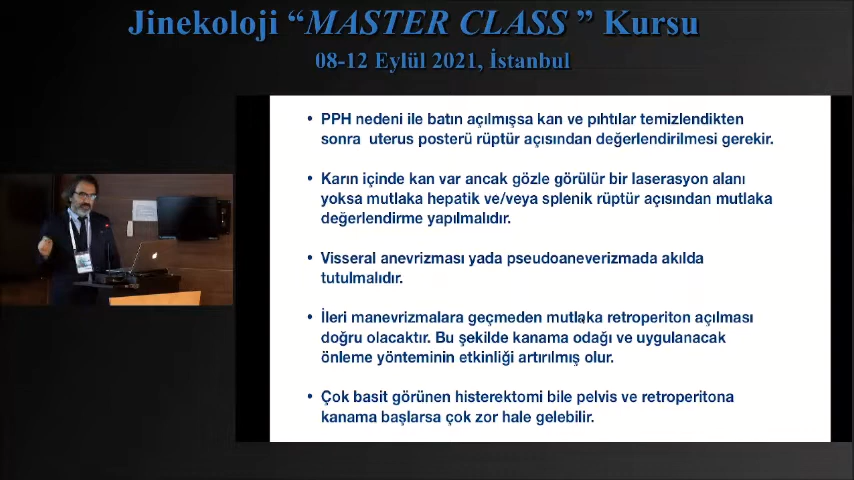 Jinekoloji “MASTER CLASS ” Kursu
08-12 Eylül 2021, İstanbul
• PPH nedeni ile batın açılmışsa kan ve pıhtılar temizlendikten
sonra uterus posterü rüptür açısından değerlendirilmesi gerekir.
• Karın içinde kan var ancak gözle görülür bir laserasyon alanı
yoksa mutlaka hepatik ve/veya splenik rüptür açısından mutlaka
değerlendirme yapılmalıdır.
• Visseral anevrizması yada pseudoaneverizmada akılda
tutulmalıdır.
• İleri manevrizmalara geçmeden mutlaka retroperiton açılması
doğru olacaktır. Bu şekilde kanama odağı ve uygulanacak
önleme yönteminin etkinliği artırılmış olur.
• Çok basit görünen histerektomi bile pelvis ve retroperitona
kanama başlarsa çok zor hale gelebilir.